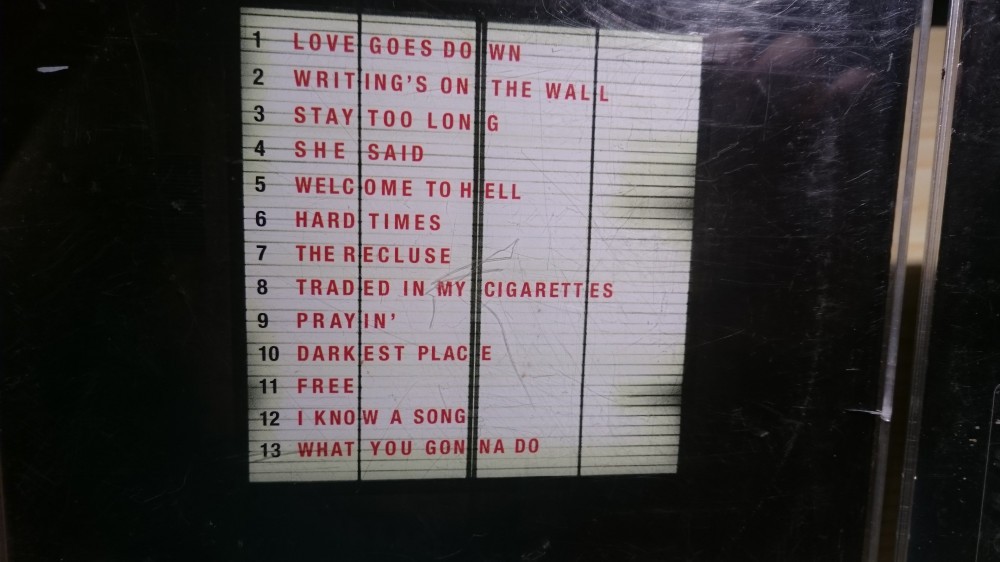 1 LOVE GOES DOWN
2 WRITING'S ON THE WALL
3 STAY TOO LONG
4 SHE SAID
5 WELCOME TO HELL
6 HARD TIMES
7 THE RECLUSE
8 TRADED IN MY CIGARETTES
9 PRAYIN'
10 DARKEST PLACE
11 FREE
12 I KNOW A SONG
13 WHAT YOU GONNA DO